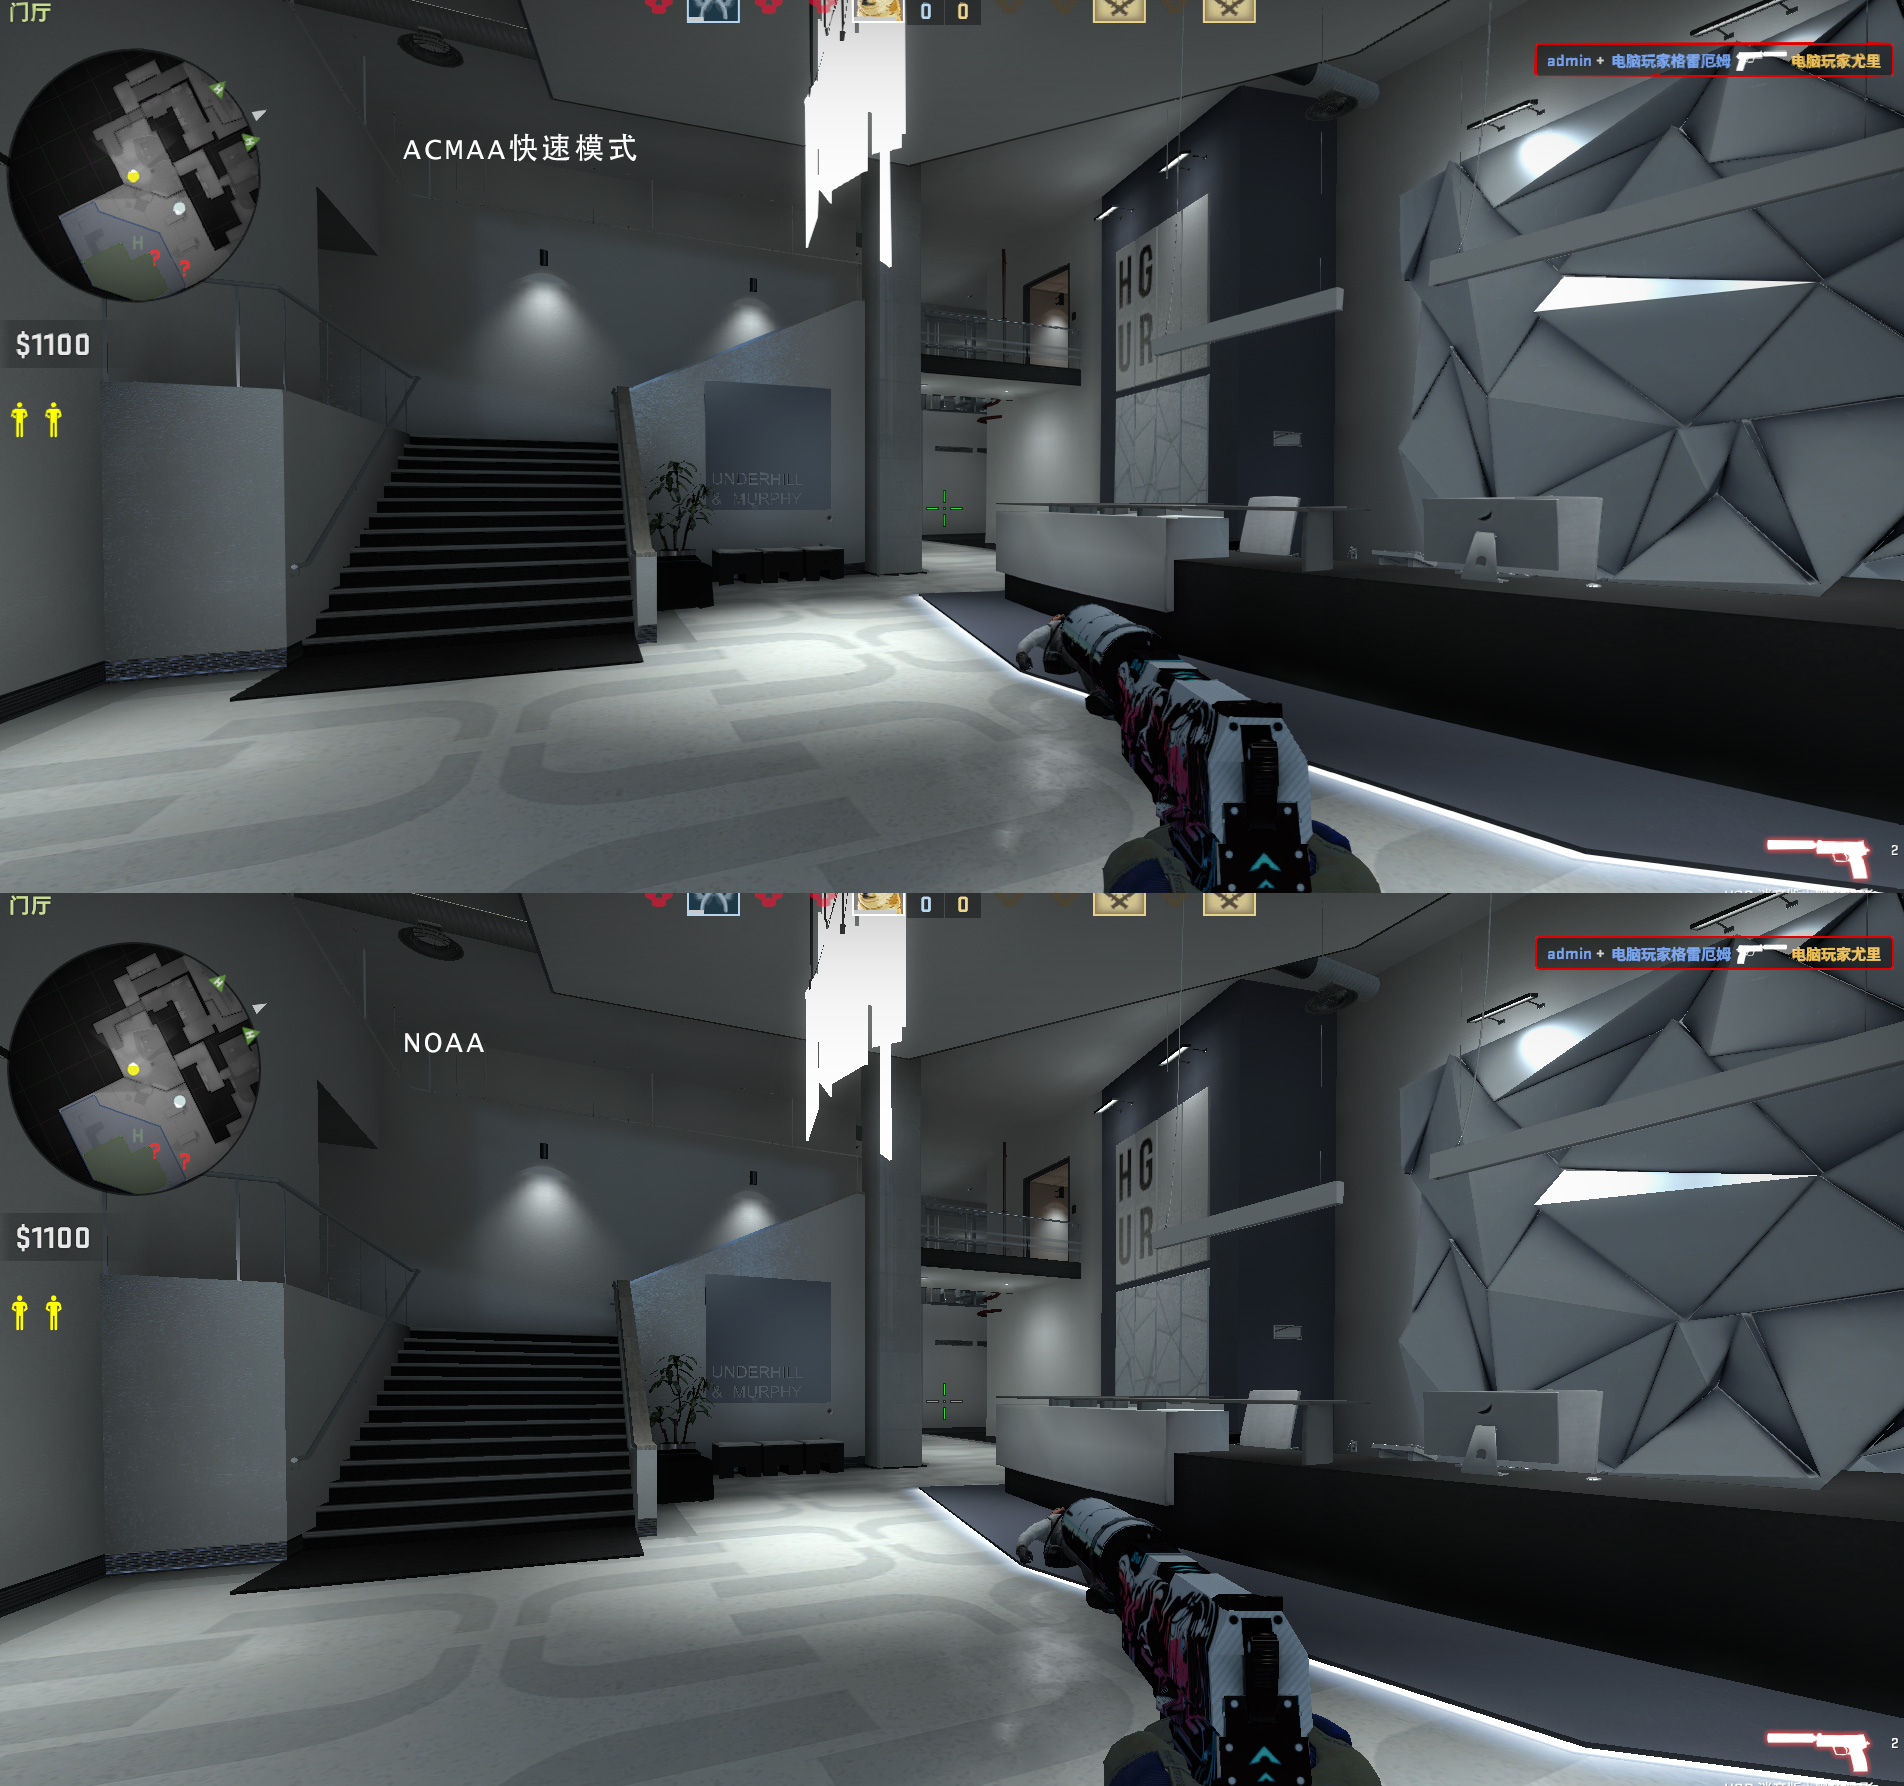 门厅
0 0
admin + 电脑玩家格雷厄姆 电脑玩家尤里
ACMAA快速模式
H
H
H
? ?
HG
UR
$1100
UNDERHILL
& MURPHY
2
门厅
0 0
admin + 电脑玩家格雷厄姆 电脑玩家尤里
NOAA
H
H
H
? ?
HG
UR
$1100
UNDERHILL
& MURPHY
2